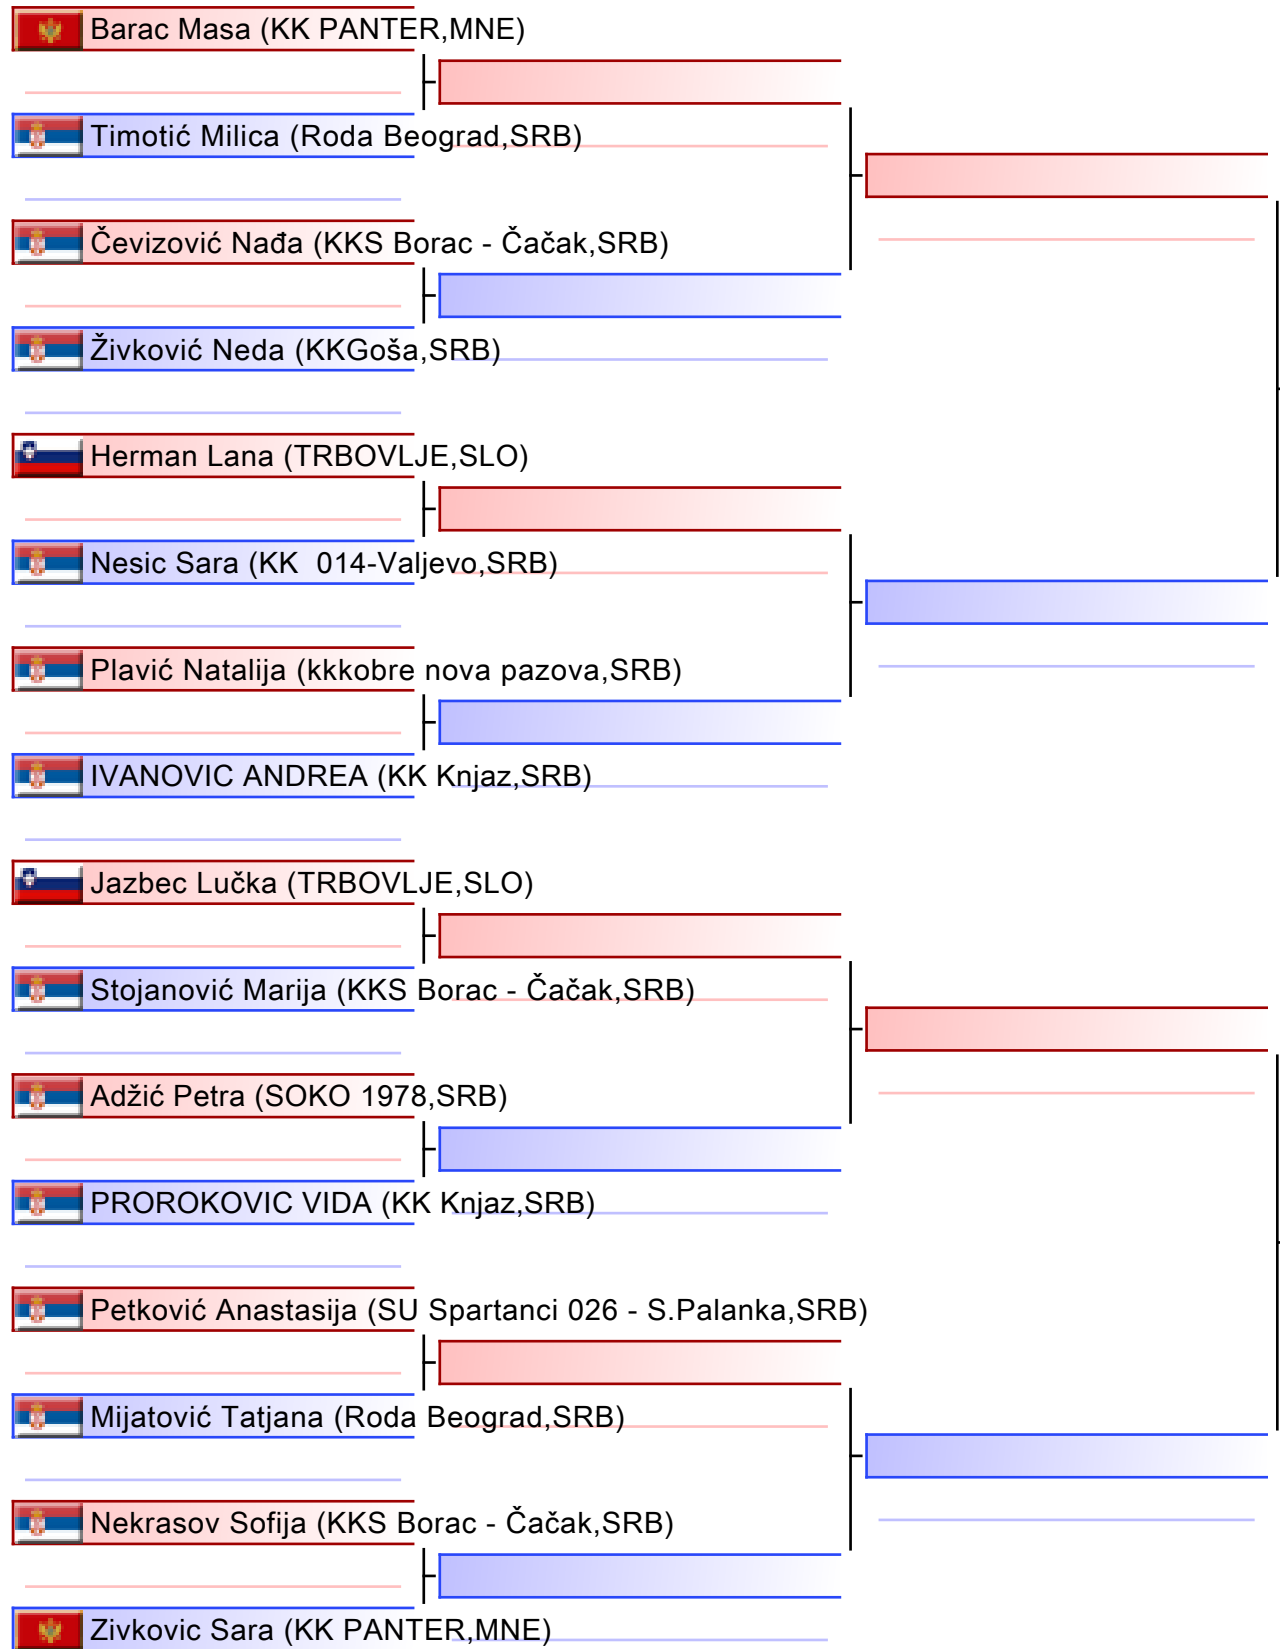 Barac Masa (KK PANTER,MNE)
Timotić Milica (Roda Beograd,SRB)
Čevizović Nađa (KKS Borac - Čačak,SRB)
Živković Neda (KKGoša,SRB)
Herman Lana (TRBOVLJE,SLO)
Nesic Sara (KK  014-Valjevo,SRB)
Plavić Natalija (kkkobre nova pazova,SRB)
IVANOVIC ANDREA (KK Knjaz,SRB)
Jazbec Lučka (TRBOVLJE,SLO)
Stojanović Marija (KKS Borac - Čačak,SRB)
Adžić Petra (SOKO 1978,SRB)
PROROKOVIC VIDA (KK Knjaz,SRB)
Petković Anastasija (SU Spartanci 026 - S.Palanka,SRB)
Mijatović Tatjana (Roda Beograd,SRB)
Nekrasov Sofija (KKS Borac - Čačak,SRB)
Zivkovic Sara (KK PANTER,MNE)